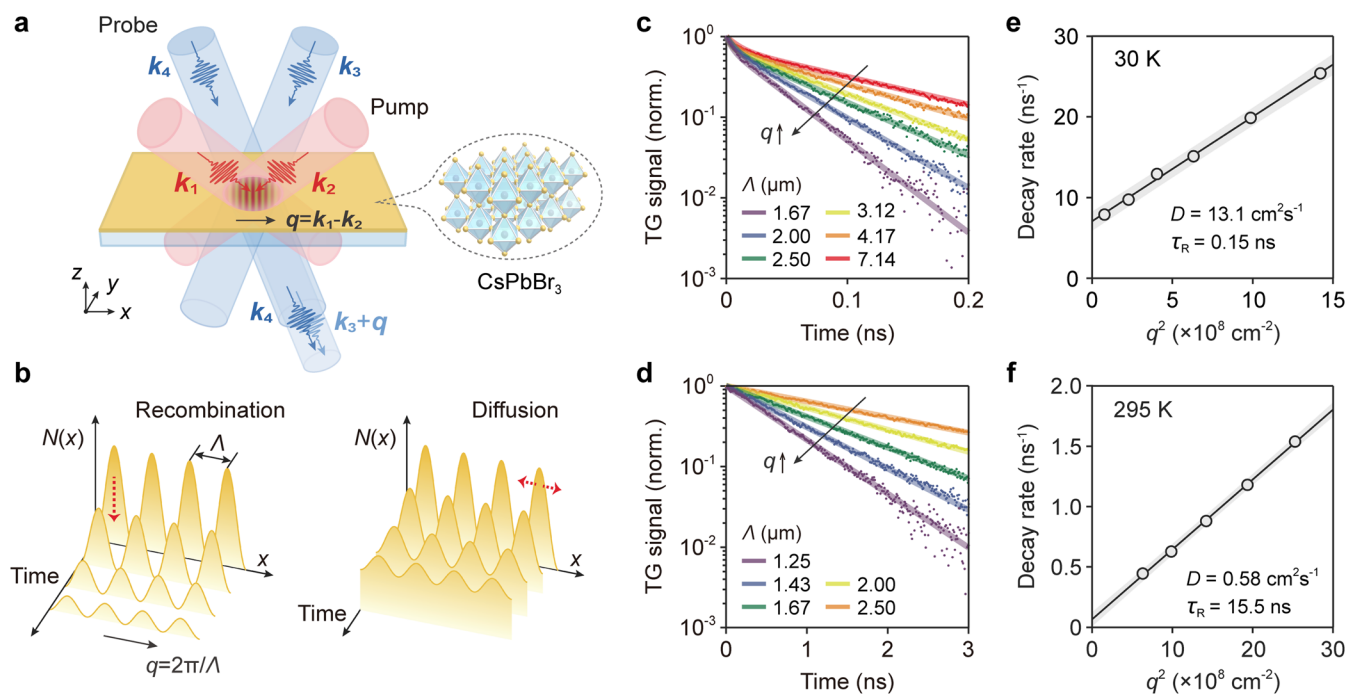 a
Probe
k4
k3
Pump
k1
k2
q=k1-k2
z
y
x
k4
k3+q
CsPbBr3
b
Recombination
N(x)
Λ
x
Time
q=2π/Λ
Diffusion
N(x)
x
Time
c
TG signal (norm.)
10^0
10^-1
10^-2
10^-3
q↑
Λ (μm)
1.67 3.12
2.00 4.17
2.50 7.14
0 0.1 0.2
Time (ns)
d
TG signal (norm.)
10^0
10^-1
10^-2
10^-3
q↑
Λ (μm)
1.25
1.43 2.00
1.67 2.50
0 1 2 3
Time (ns)
e
Decay rate (ns^-1)
30
20
10
0
30 K
D = 13.1 cm^2s^-1
τR = 0.15 ns
0 5 10 15
q^2 (×10^8 cm^-2)
f
Decay rate (ns^-1)
2.0
1.5
1.0
0.5
0
295 K
D = 0.58 cm^2s^-1
τR = 15.5 ns
0 10 20 30
q^2 (×10^8 cm^-2)